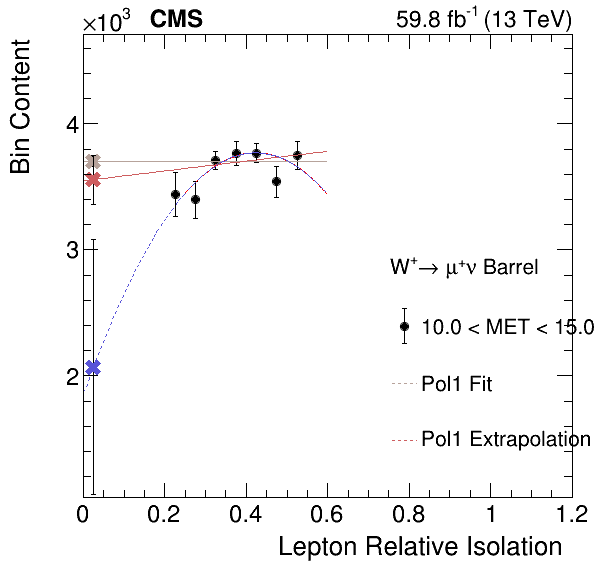 ×10³ CMS 59.8 fb⁻¹ (13 TeV)
Bin Content
4
3
2
W⁺→ μ⁺ν Barrel
10.0 < MET < 15.0
Pol1 Fit
Pol1 Extrapolation
0 0.2 0.4 0.6 0.8 1 1.2
Lepton Relative Isolation